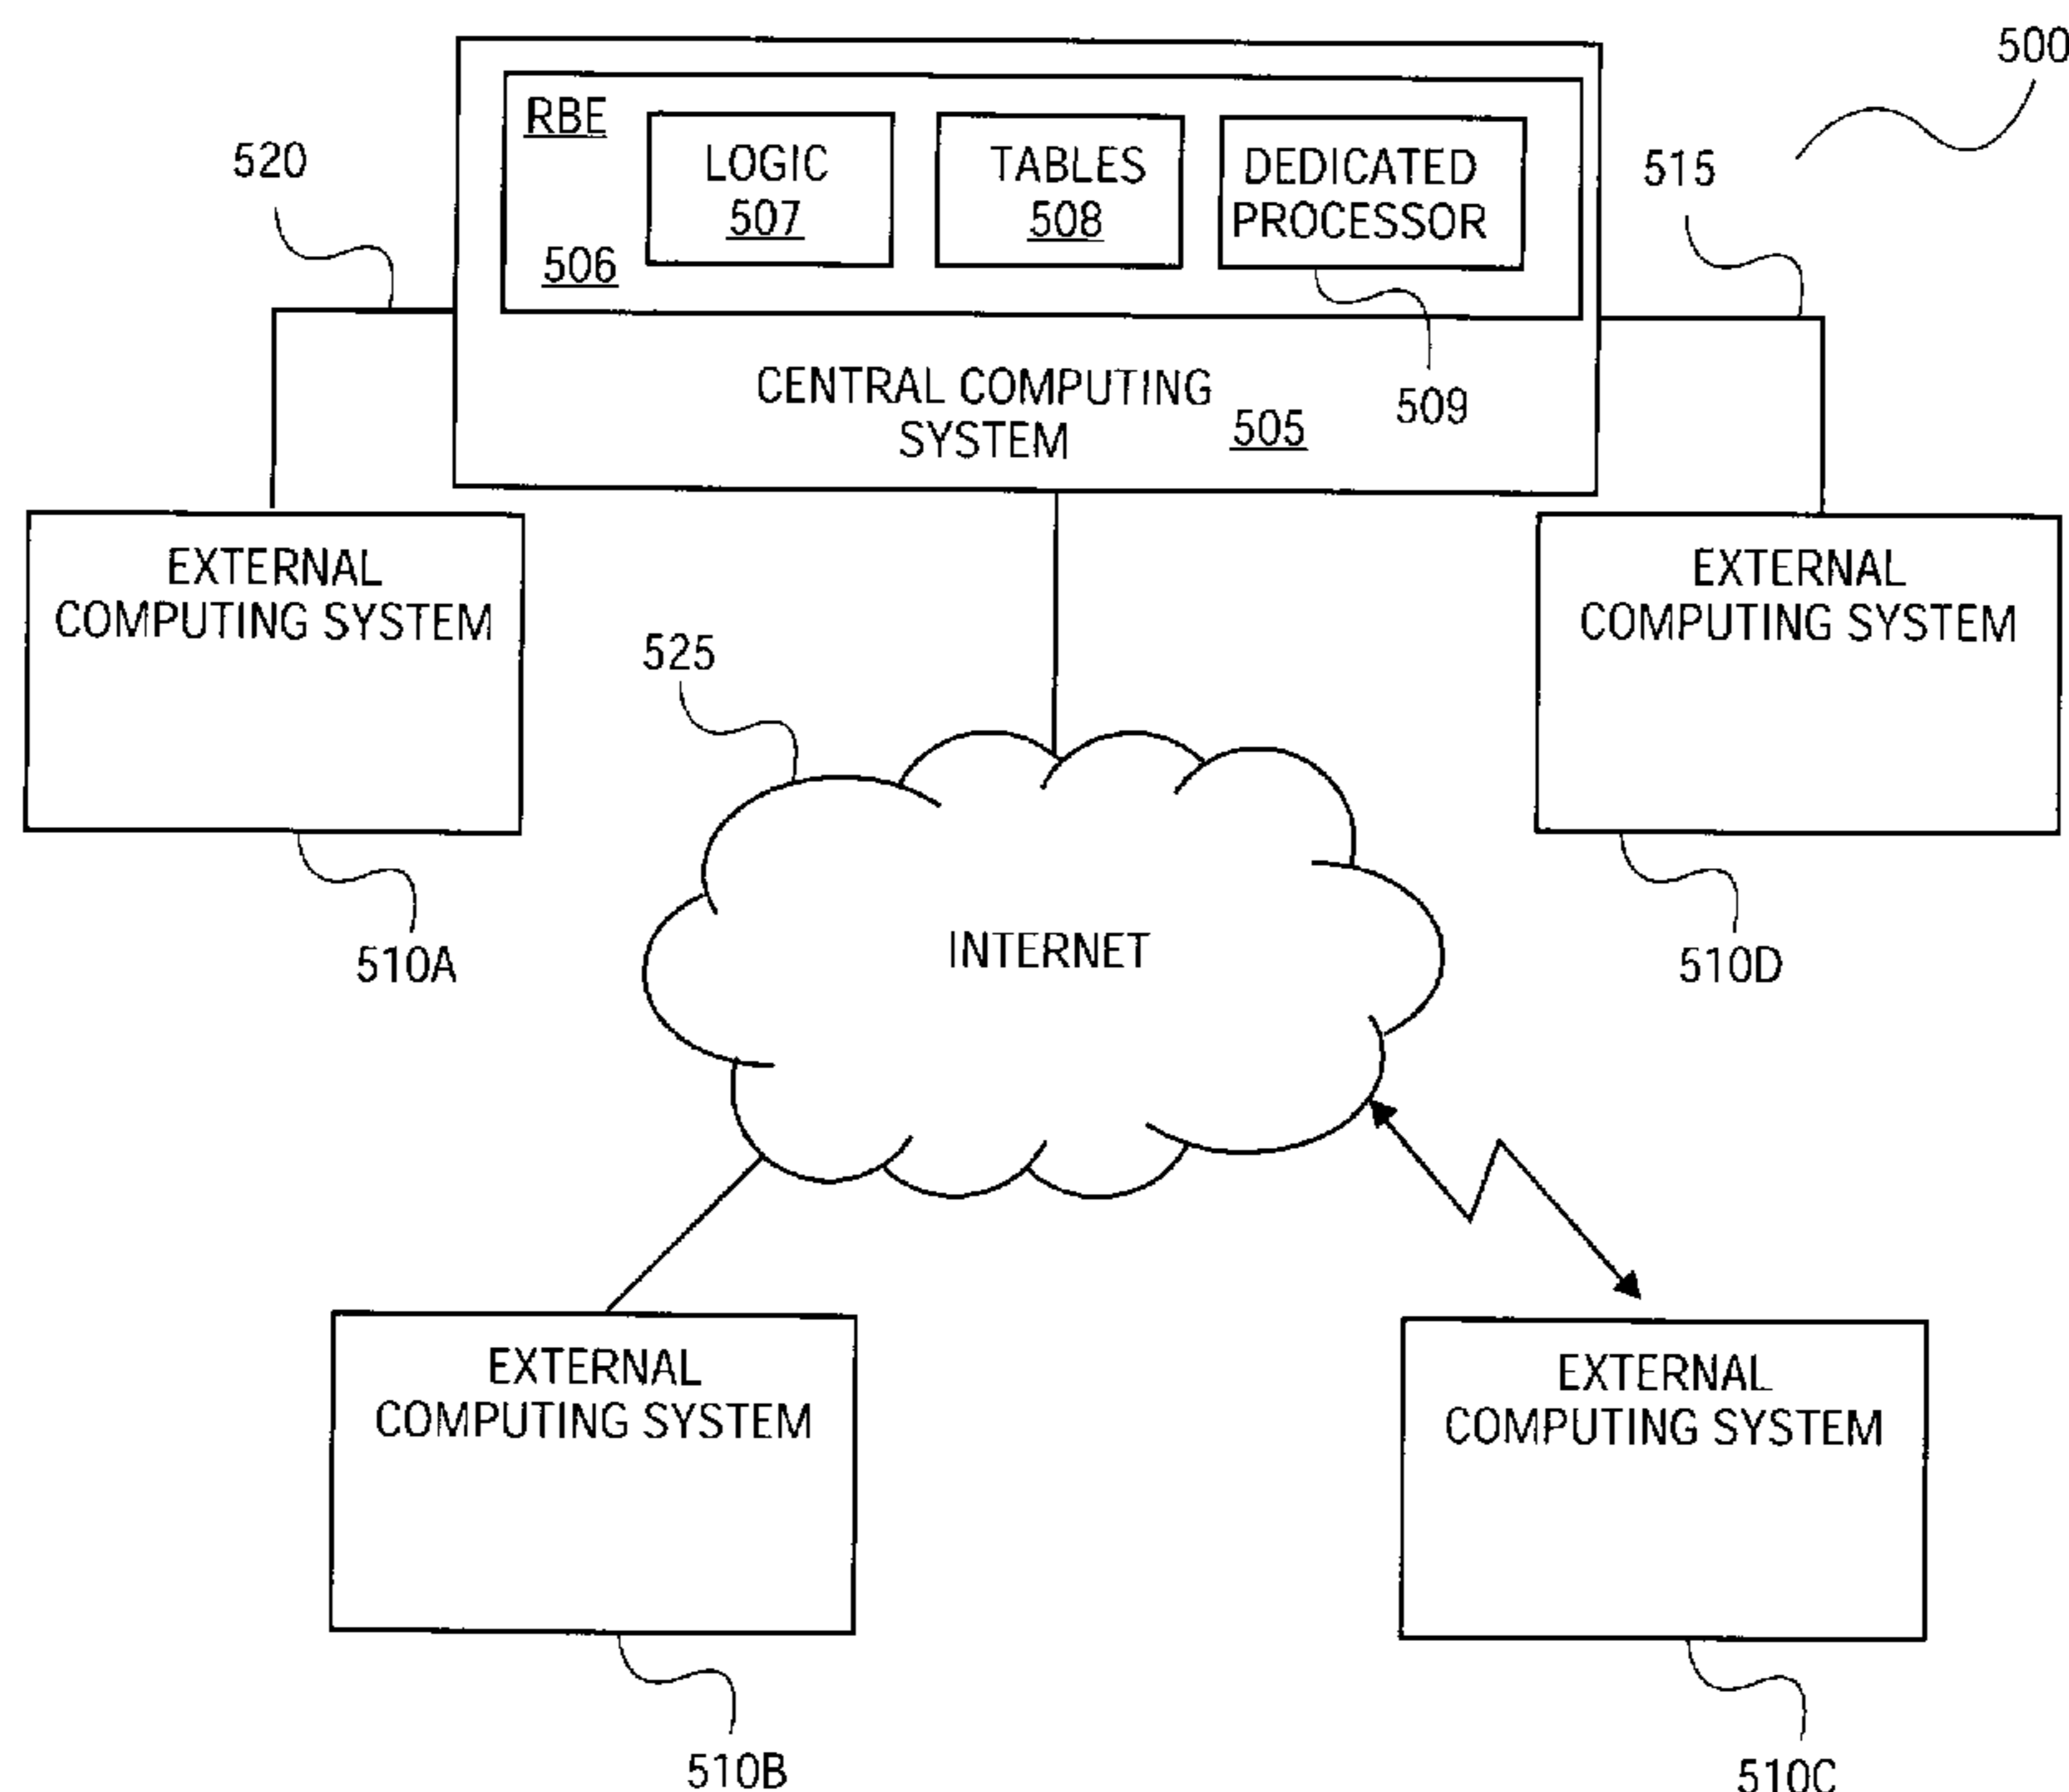 500
RBE
506
LOGIC
507
TABLES
508
DEDICATED
PROCESSOR
509
520
515
CENTRAL COMPUTING
SYSTEM
505
EXTERNAL
COMPUTING SYSTEM
510A
EXTERNAL
COMPUTING SYSTEM
510D
525
INTERNET
EXTERNAL
COMPUTING SYSTEM
510B
EXTERNAL
COMPUTING SYSTEM
510C